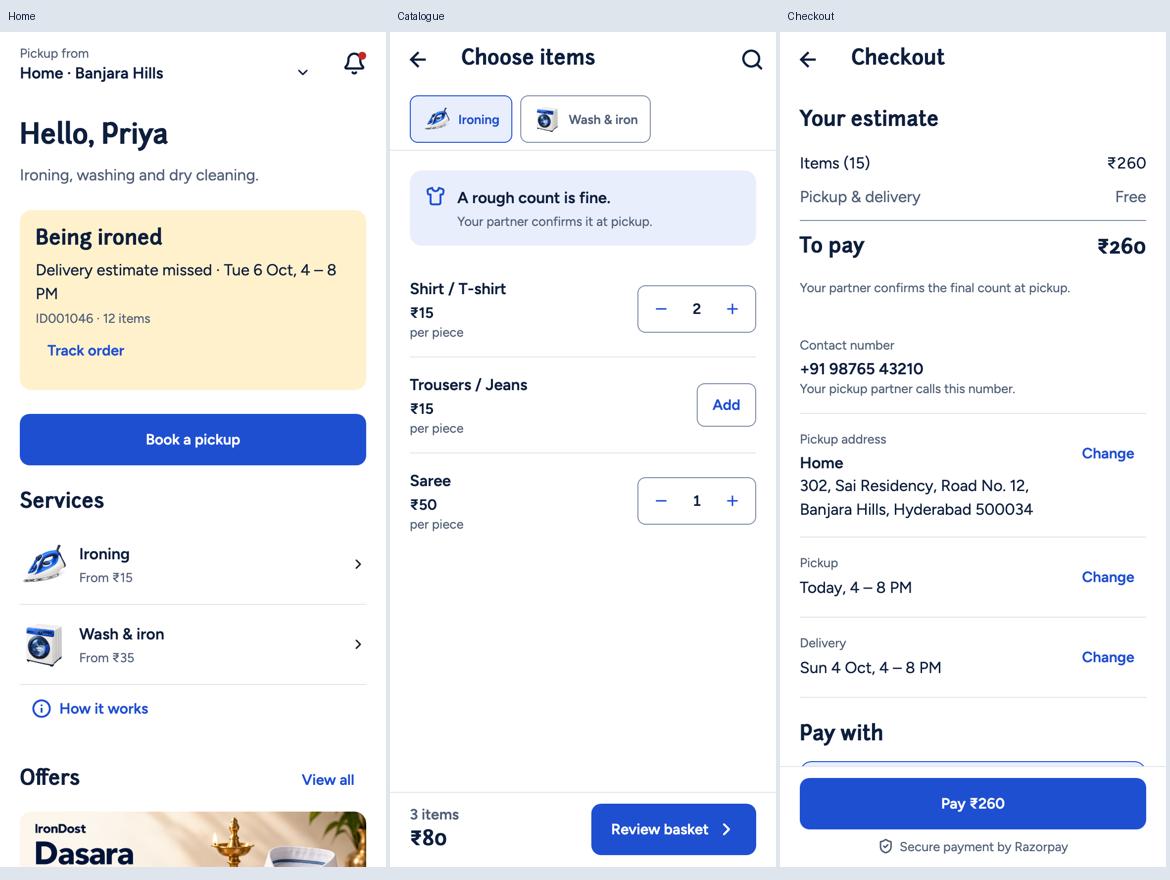 Home
Pickup from
Home · Banjara Hills
Hello, Priya
Ironing, washing and dry cleaning.
Being ironed
Delivery estimate missed · Tue 6 Oct, 4 – 8
PM
ID001046 · 12 items
Track order
Book a pickup
Services
Ironing
From ₹15
Wash & iron
From ₹35
How it works
Offers
View all
IronDost
Dasara
Catalogue
Choose items
Ironing
Wash & iron
A rough count is fine.
Your partner confirms it at pickup.
Shirt / T-shirt
₹15
per piece
2
Trousers / Jeans
₹15
per piece
Add
Saree
₹50
per piece
1
3 items
₹80
Review basket
Checkout
Checkout
Your estimate
Items (15)
₹260
Pickup & delivery
Free
To pay
₹260
Your partner confirms the final count at pickup.
Contact number
+91 98765 43210
Your pickup partner calls this number.
Pickup address
Home
302, Sai Residency, Road No. 12,
Banjara Hills, Hyderabad 500034
Change
Pickup
Today, 4 – 8 PM
Change
Delivery
Sun 4 Oct, 4 – 8 PM
Change
Pay with
Pay ₹260
Secure payment by Razorpay